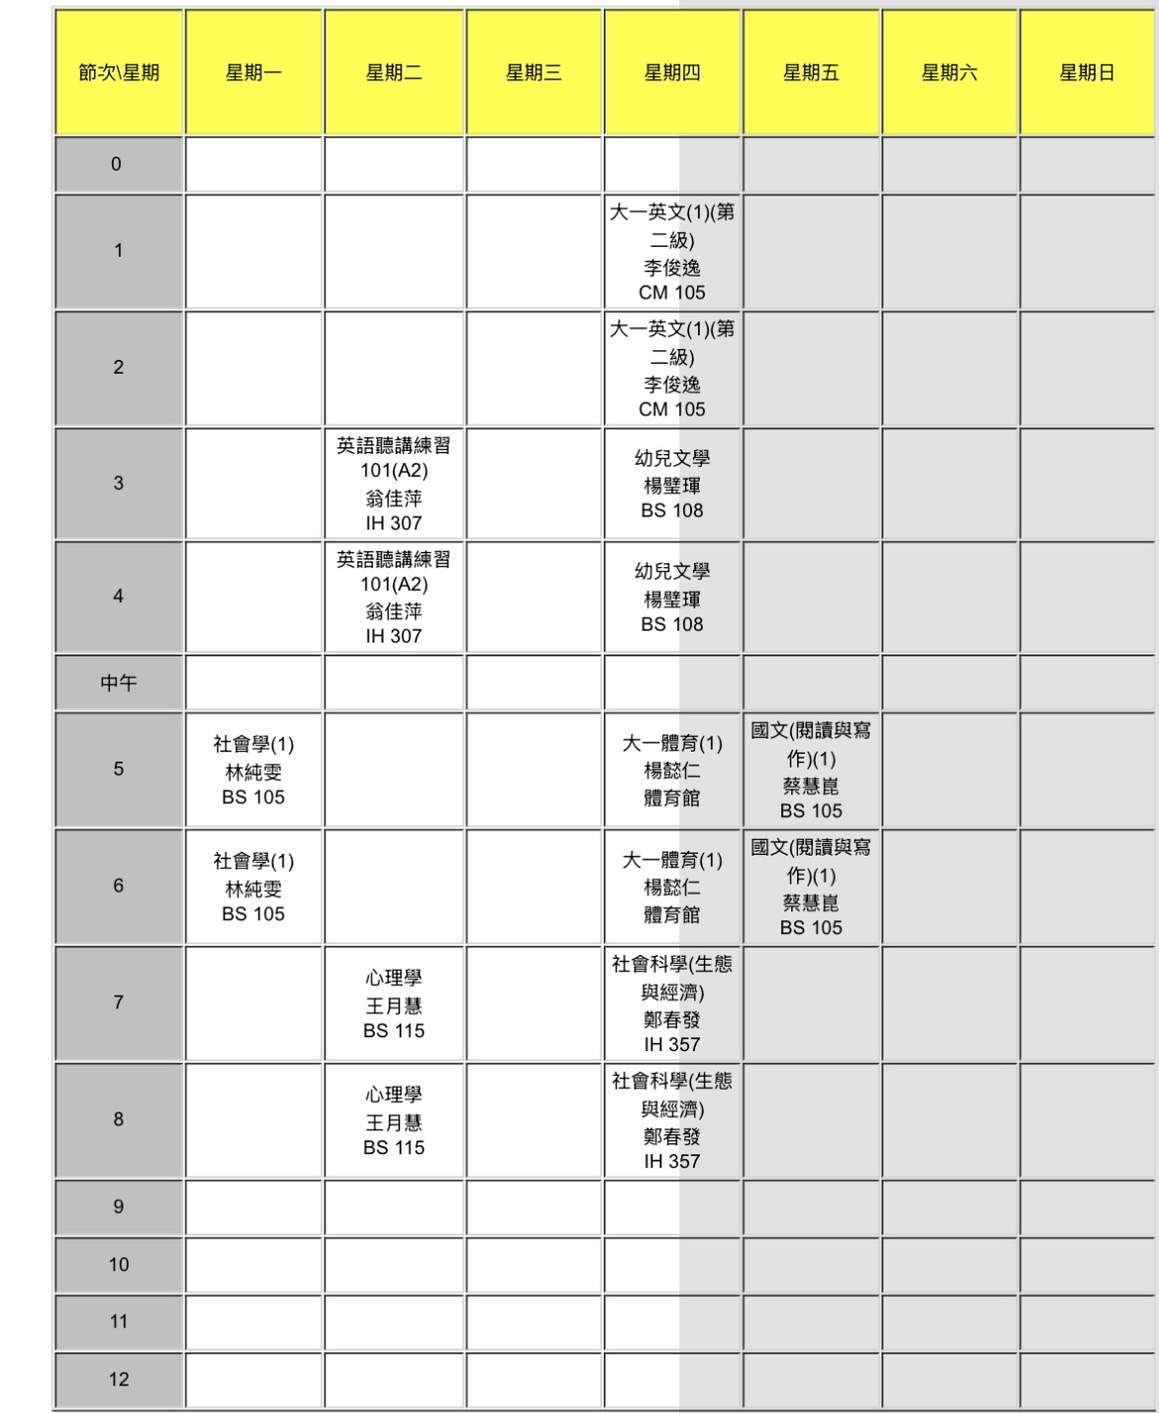 節次\星期 星期一 星期二 星期三 星期四 星期五 星期六 星期日
0
1
大一英文(1)(第
二級)
李俊逸
CM 105
2
大一英文(1)(第
二級)
李俊逸
CM 105
3
英語聽講練習
101(A2)
翁佳萍
IH 307
幼兒文學
楊璧琿
BS 108
4
英語聽講練習
101(A2)
翁佳萍
IH 307
幼兒文學
楊璧琿
BS 108
中午
5
社會學(1)
林純雯
BS 105
大一體育(1)
楊懿仁
體育館
國文(閱讀與寫
作)(1)
蔡慧崑
BS 105
6
社會學(1)
林純雯
BS 105
大一體育(1)
楊懿仁
體育館
國文(閱讀與寫
作)(1)
蔡慧崑
BS 105
7
心理學
王月慧
BS 115
社會科學(生態
與經濟)
鄭春發
IH 357
8
心理學
王月慧
BS 115
社會科學(生態
與經濟)
鄭春發
IH 357
9
10
11
12